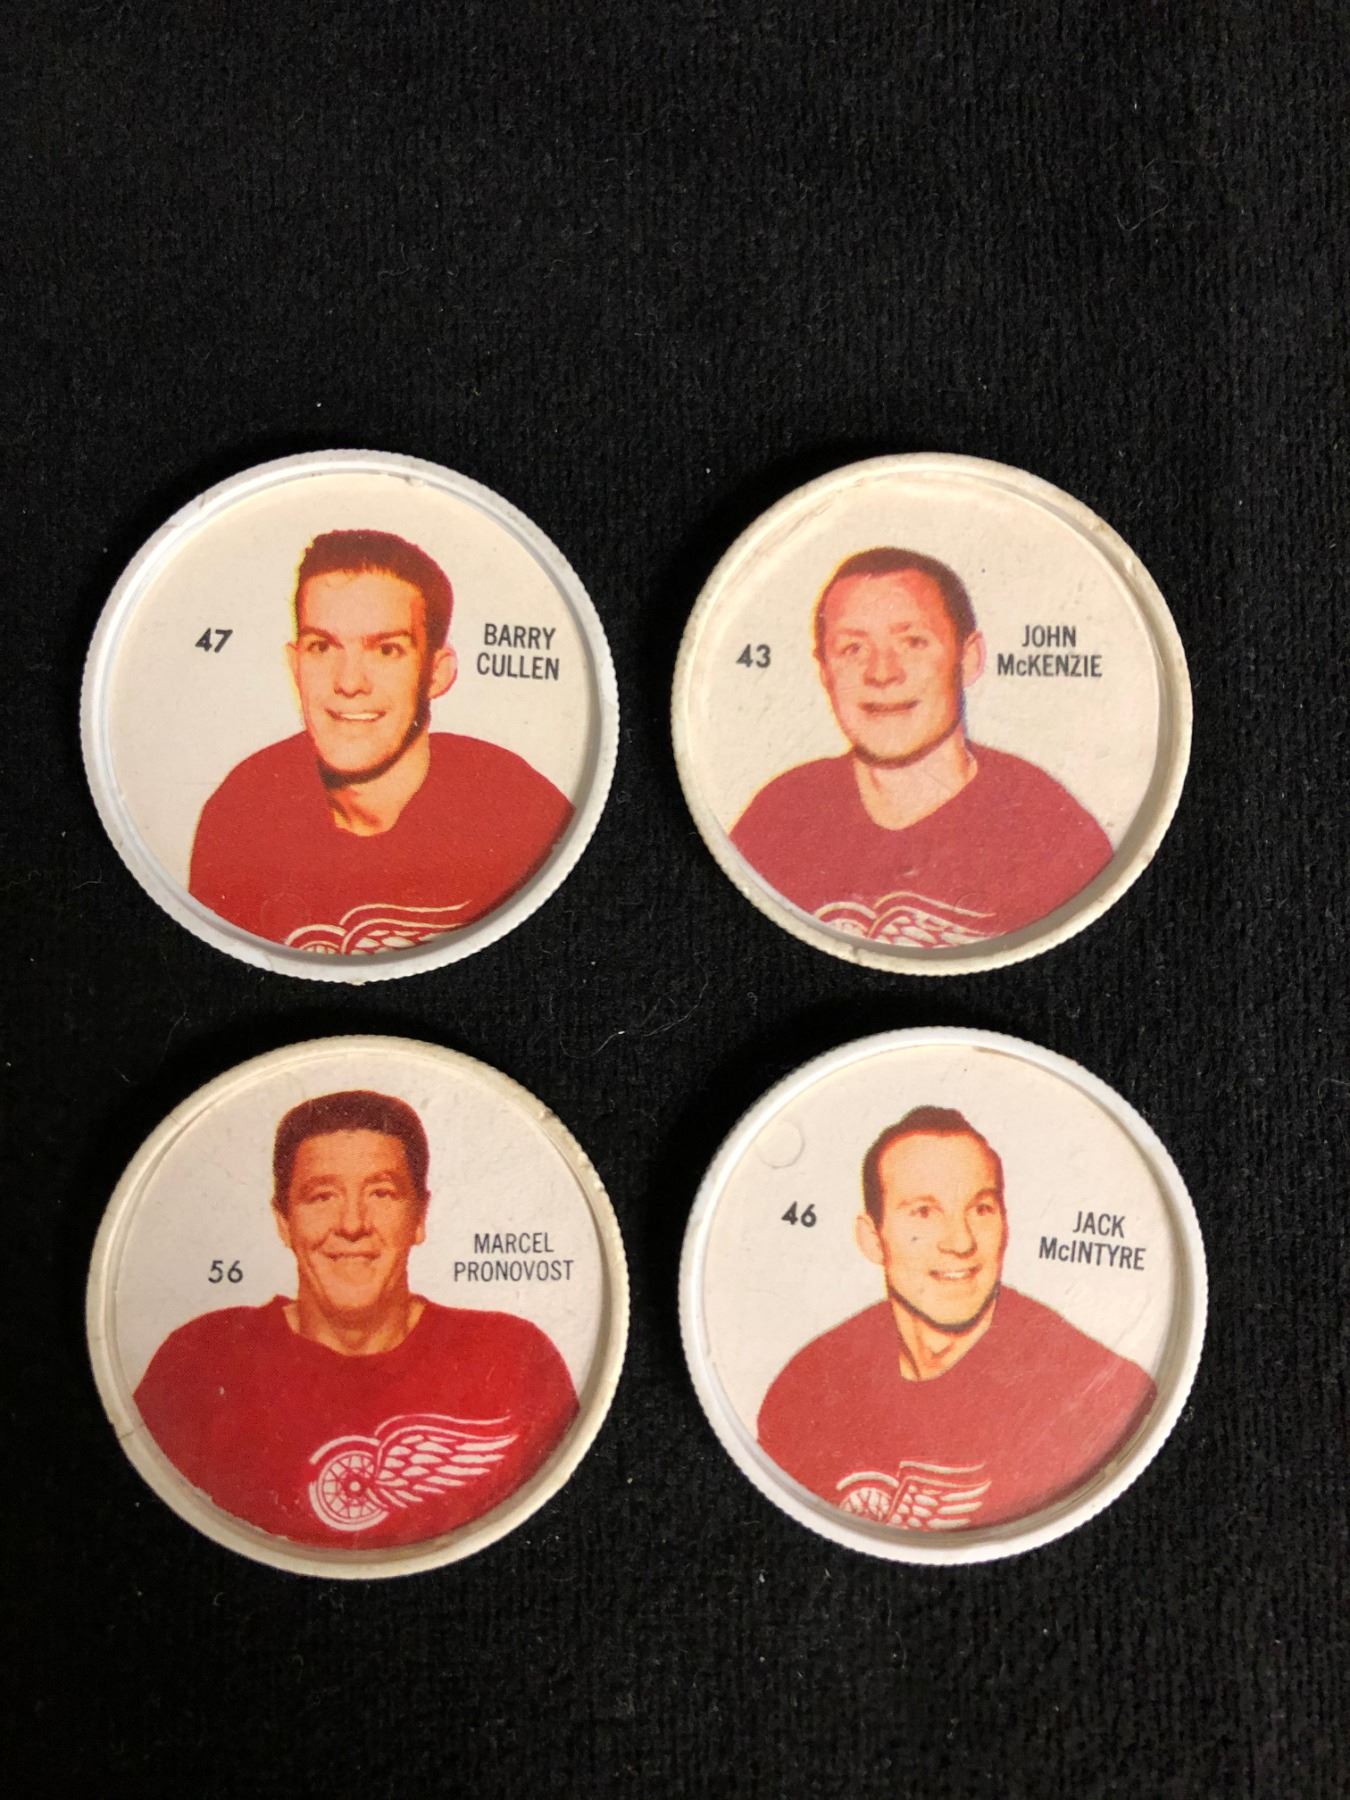 47
BARRY
CULLEN
43
JOHN
McKENZIE
56
MARCEL
PRONOVOST
46
JACK
McINTYRE